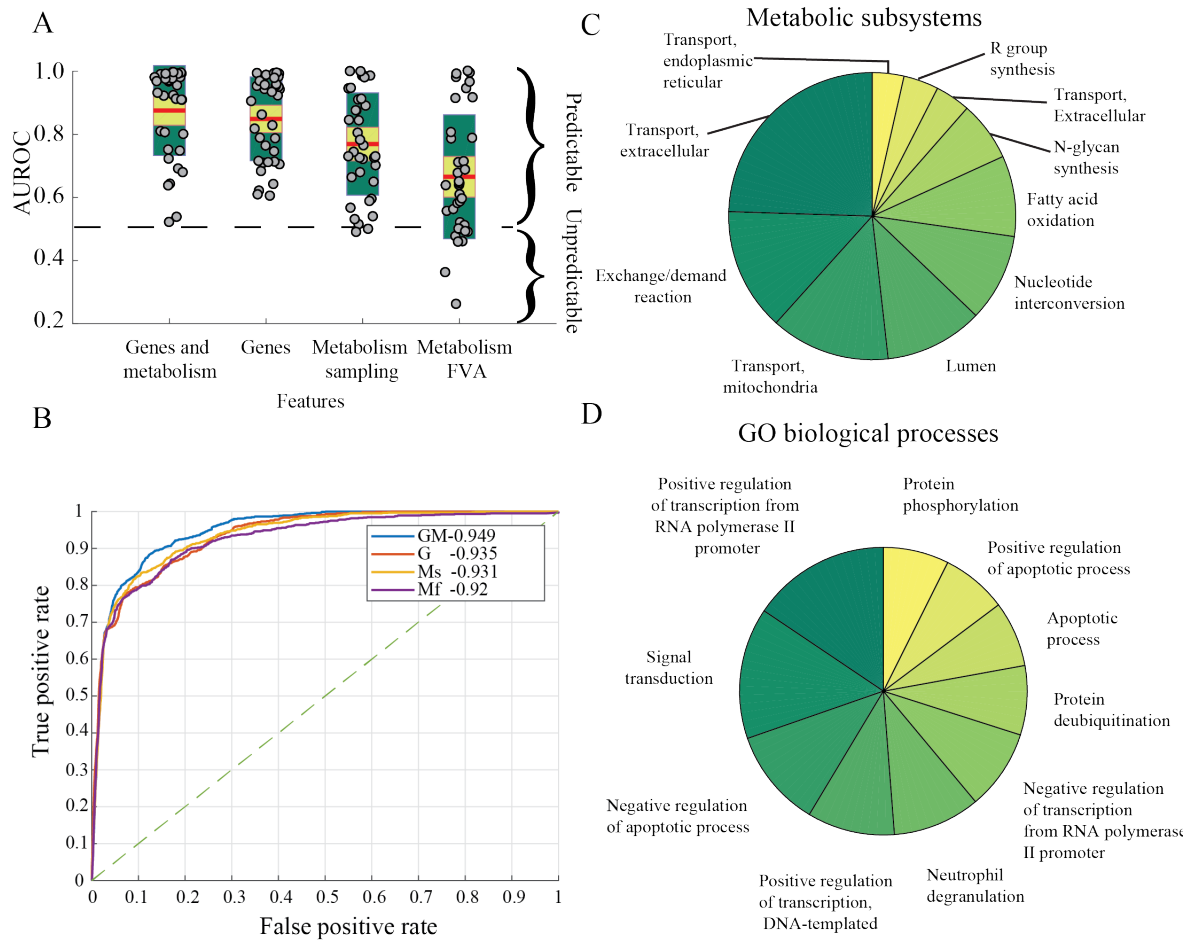 A
1.0
0.8
0.6
0.4
0.2
AUROC
Predictable
Unpredictable
Genes and
metabolism
Genes
Metabolism
sampling
Metabolism
FVA
Features
B
1
0.9
0.8
0.7
0.6
0.5
0.4
0.3
0.2
0.1
0
True positive rate
GM-0.949
G -0.935
Ms -0.931
Mf -0.92
0
0.1
0.2
0.3
0.4
0.5
0.6
0.7
0.8
0.9
1
False positive rate
C
Metabolic subsystems
Transport,
endoplasmic
reticular
R group
synthesis
Transport,
Extracellular
N-glycan
synthesis
Fatty acid
oxidation
Nucleotide
interconversion
Lumen
Transport,
mitochondria
Exchange/demand
reaction
Transport,
extracellular
D
GO biological processes
Positive regulation
of transcription from
RNA polymerase II
promoter
Protein
phosphorylation
Positive regulation
of apoptotic process
Apoptotic
process
Protein
deubiquitination
Negative regulation
of transcription
from RNA polymerase
II promoter
Neutrophil
degranulation
Positive regulation
of transcription,
DNA-templated
Negative regulation
of apoptotic process
Signal
transduction